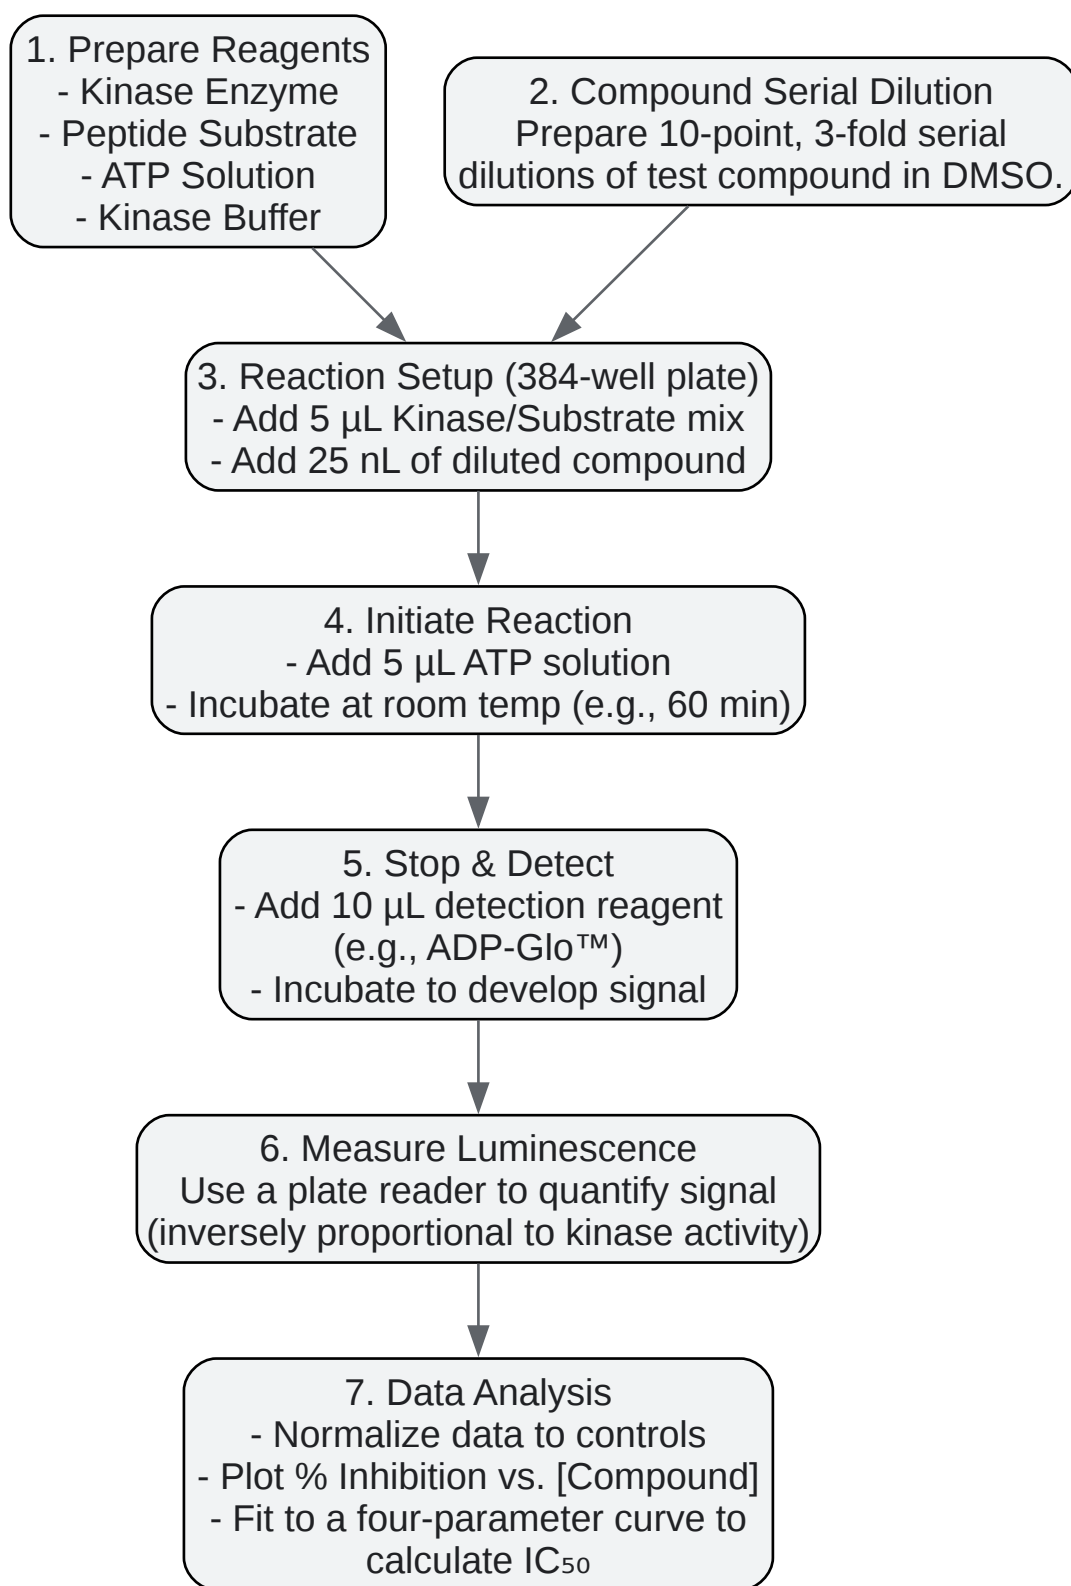 1. Prepare Reagents
- Kinase Enzyme
- Peptide Substrate
- ATP Solution
- Kinase Buffer
2. Compound Serial Dilution
Prepare 10-point, 3-fold serial
dilutions of test compound in DMSO.
3. Reaction Setup (384-well plate)
- Add 5 µL Kinase/Substrate mix
- Add 25 nL of diluted compound
4. Initiate Reaction
- Add 5 µL ATP solution
- Incubate at room temp (e.g., 60 min)
5. Stop & Detect
- Add 10 µL detection reagent
(e.g., ADP-Glo™)
- Incubate to develop signal
6. Measure Luminescence
Use a plate reader to quantify signal
(inversely proportional to kinase activity)
7. Data Analysis
- Normalize data to controls
- Plot % Inhibition vs. [Compound]
- Fit to a four-parameter curve to
calculate IC₅₀